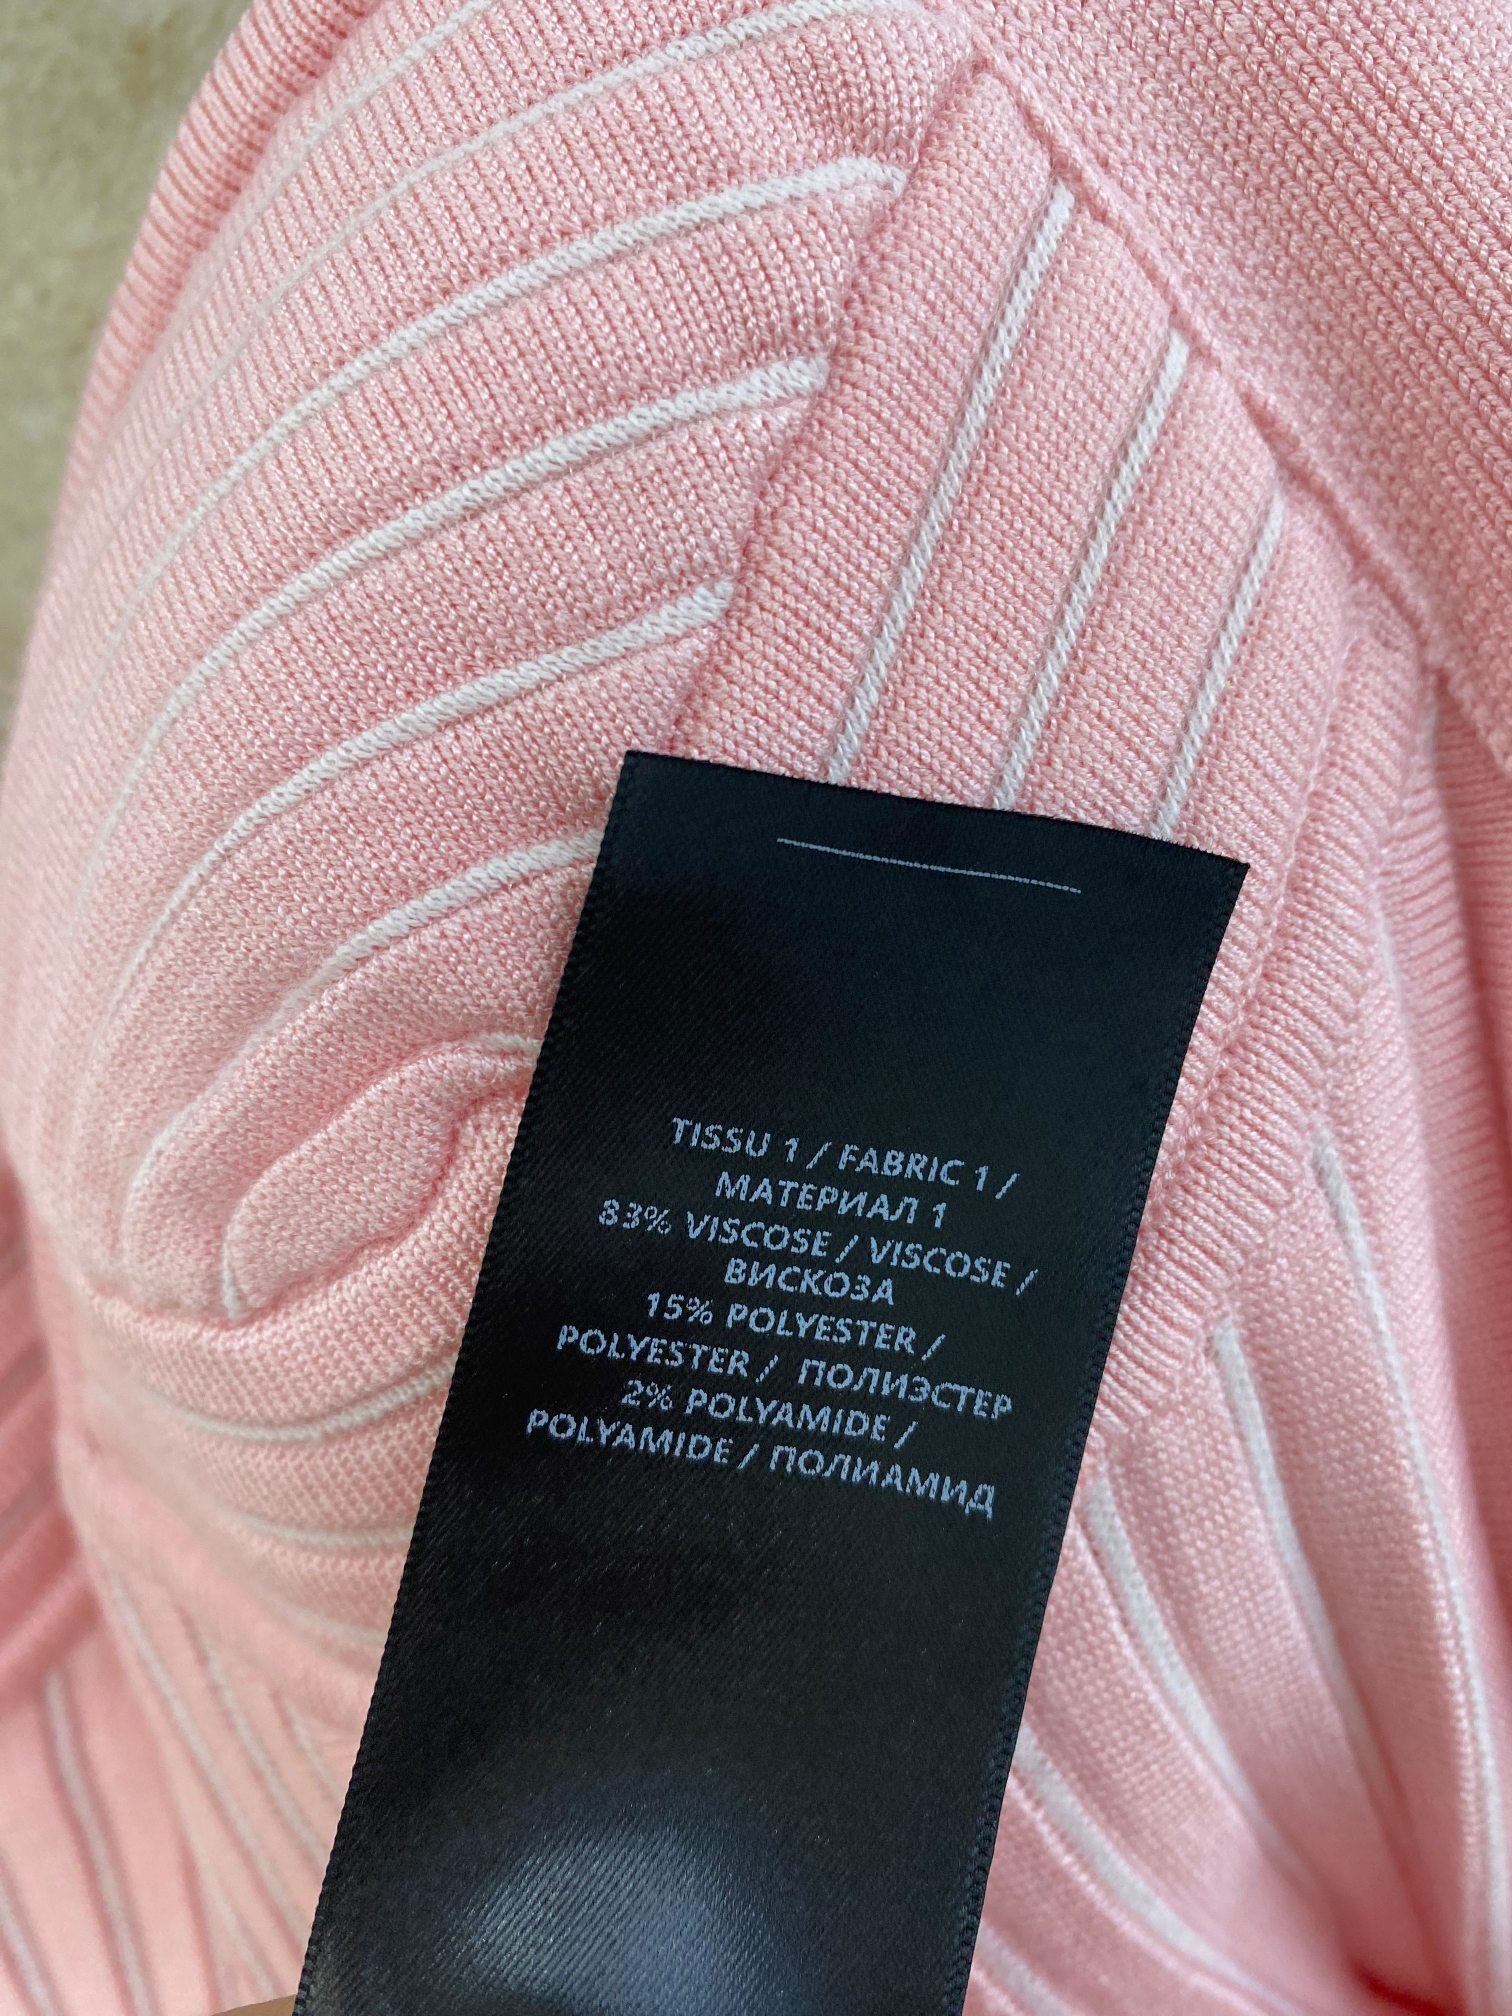 TISSU 1 / FABRIC 1 /
МАТЕРИАЛ 1
83% VISCOSE / VISCOSE /
ВИСКОЗА
15% POLYESTER /
POLYESTER / ПОЛИЭСТЕР
2% POLYAMIDE /
POLYAMIDE / ПОЛИАМИД